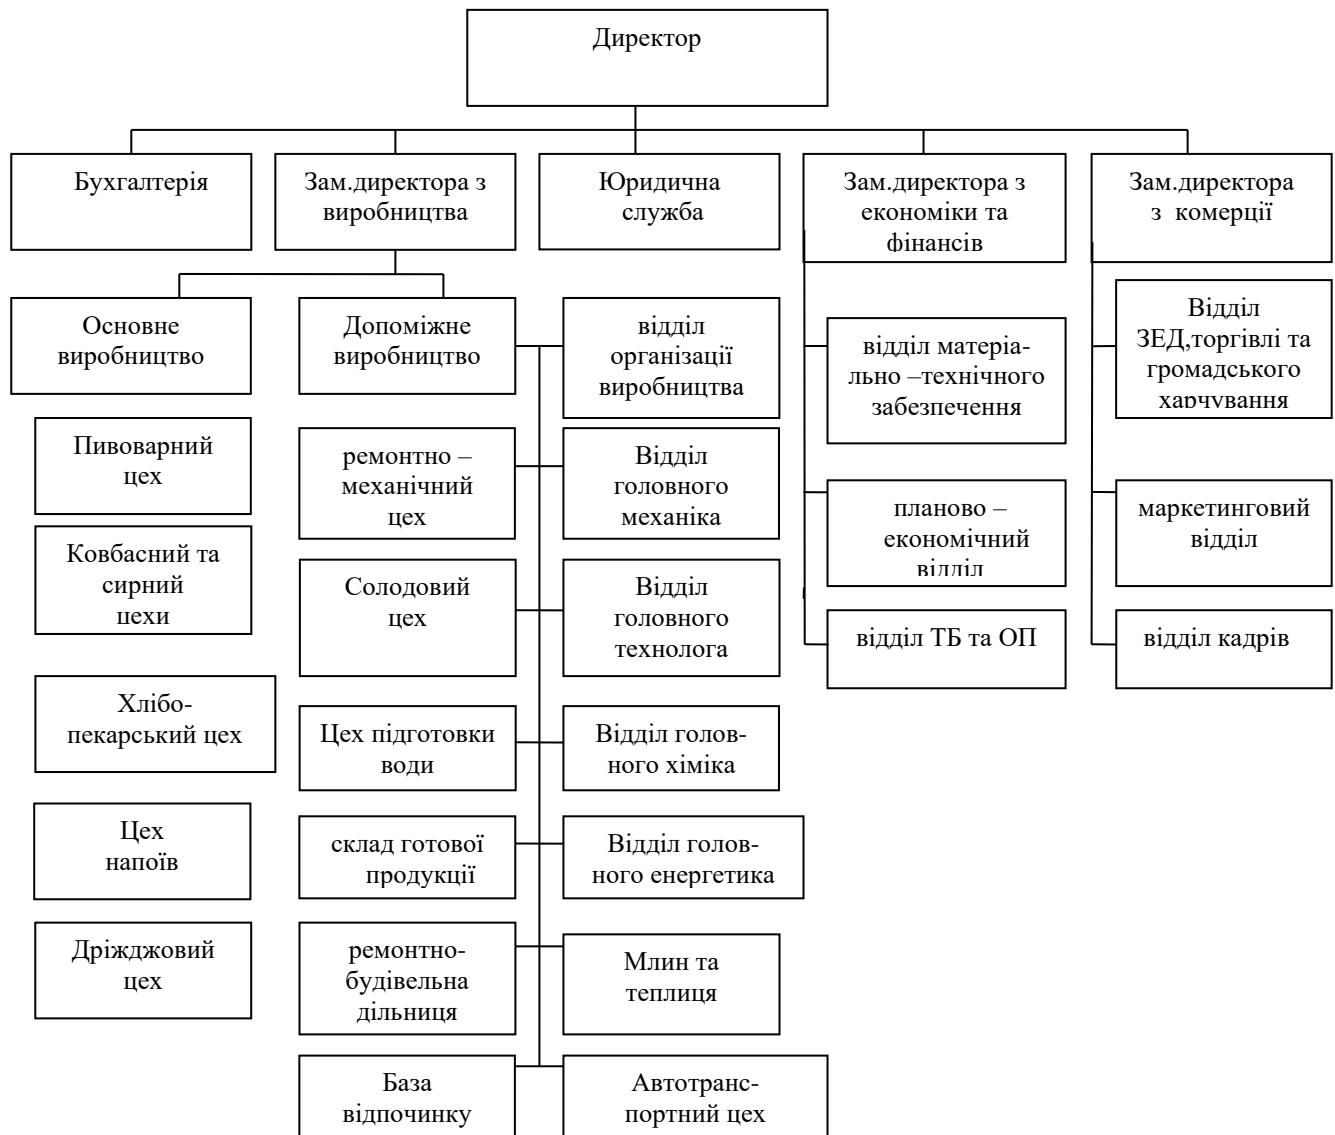 Директор
Бухгалтерія
Зам.директора з
виробництва
Юридична
служба
Зам.директора з
економіки та
фінансів
Зам.директора
з комерції
Основне
виробництво
Допоміжне
виробництво
відділ
організації
виробництва
відділ матеріа-
льно –технічного
забезпечення
Відділ
ЗЕД,торгівлі та
громадського
харчування
Пивоварний
цех
ремонтно –
механічний
цех
Відділ
головного
механіка
планово –
економічний
відділ
маркетинговий
відділ
Ковбасний та
сирний
цехи
Солодовий
цех
Відділ
головного
технолога
відділ ТБ та ОП
відділ кадрів
Хлібо-
пекарський цех
Цех підготовки
води
Відділ голов-
ного хіміка
Цех
напоїв
склад готової
продукції
Відділ голов-
ного енергетика
Дріжджовий
цех
ремонтно-
будівельна
дільниця
Млин та
теплиця
База
відпочинку
Автотранс-
портний цех